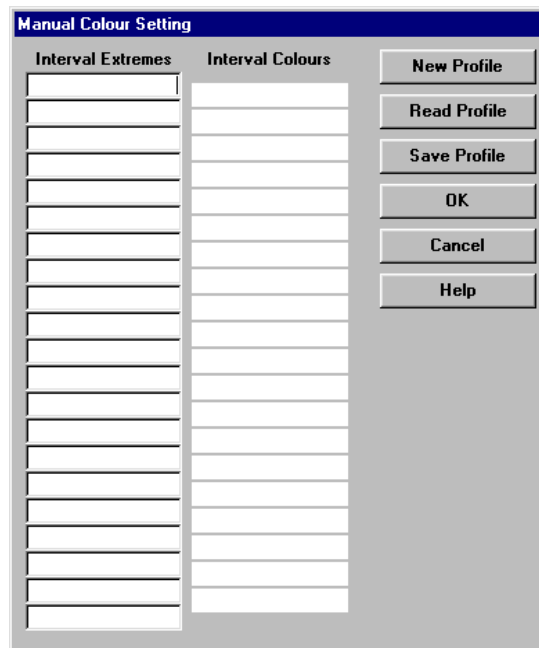 Manual Colour Setting
Interval Extremes
Interval Colours
New Profile
Read Profile
Save Profile
OK
Cancel
Help